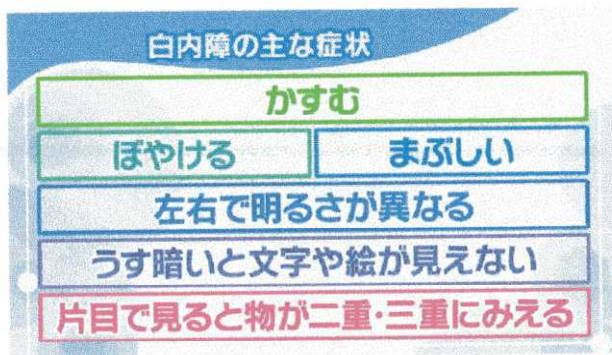 白内障の主な症状
かすむ
ぼやける
まぶしい
左右で明るさが異なる
うす暗いと文字や絵が見えない
片目で見ると物が二重・三重にみえる